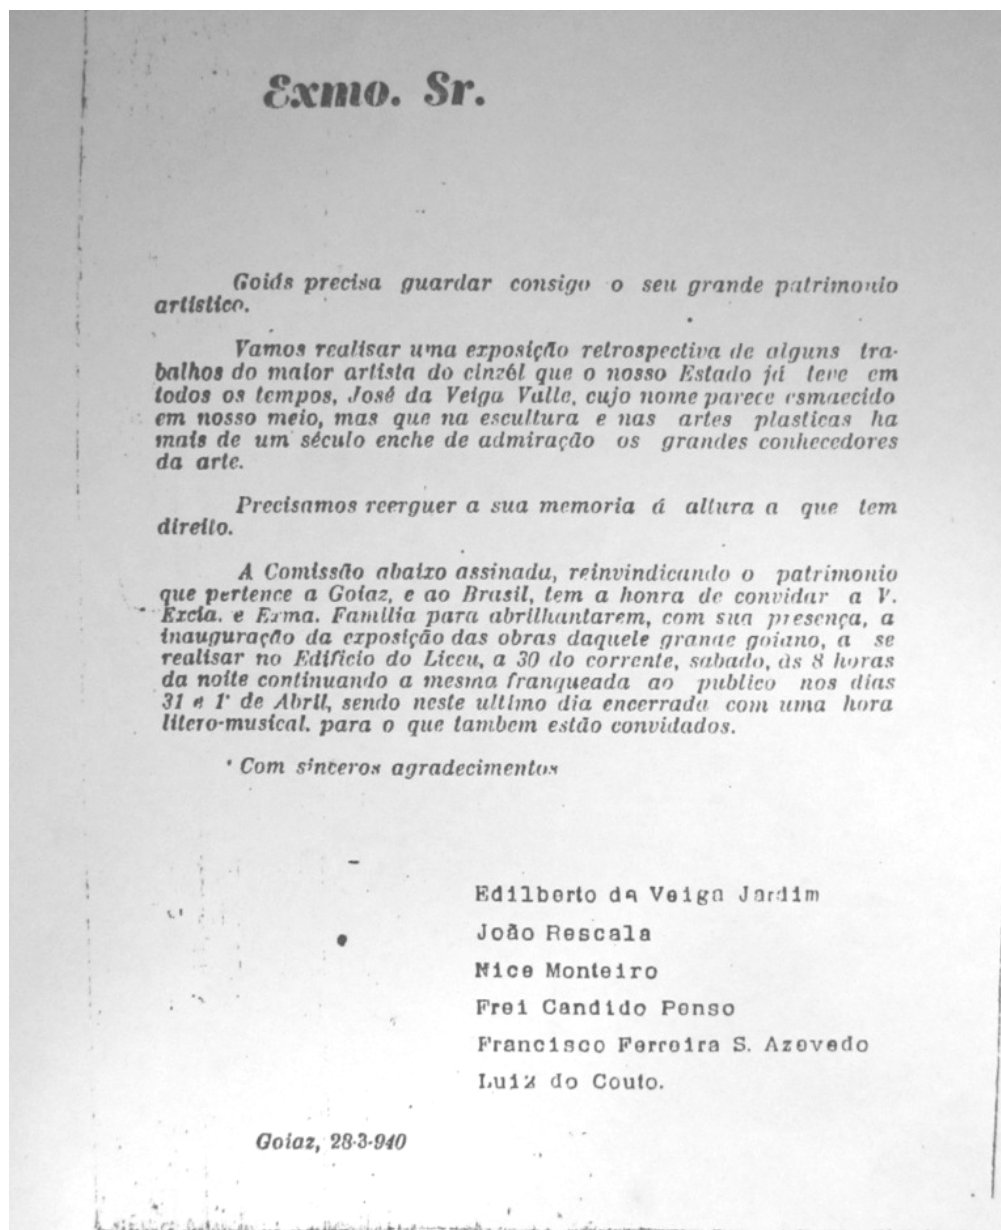 Exmo. Sr.
Goiás precisa guardar consigo o seu grande patrimonio
artistico.
Vamos realisar uma exposição retrospectiva de alguns tra-
balhos do maior artista do cinzél que o nosso Estado já teve em
todos os tempos, José da Veiga Valle, cujo nome parece esmaecido
em nosso meio, mas que na escultura e nas artes plasticas ha
mais de um século enche de admiração os grandes conhecedores
da arte.
Precisamos reerguer a sua memoria á altura a que tem
direito.
A Comissão abaixo assinada, reinvindicando o patrimonio
que pertence a Goiaz, e ao Brasil, tem a honra de convidar a V.
Excia. e Exma. Familia para abrilhantarem, com sua presença, a
inauguração da exposição das obras daquele grande goiano, a se
realisar no Edificio do Liceu, a 30 do corrente, sabado, ás 8 horas
da noite continuando a mesma franqueada ao publico nos dias
31 e 1º de Abril, sendo neste ultimo dia encerrada com uma hora
litero-musical. para o que tambem estão convidados.
Com sinceros agradecimentos
Edilberto da Veiga Jardim
João Rescala
Nice Monteiro
Frei Candido Penso
Francisco Ferreira S. Azevedo
Luiz do Couto.
Goiaz, 28-3-940